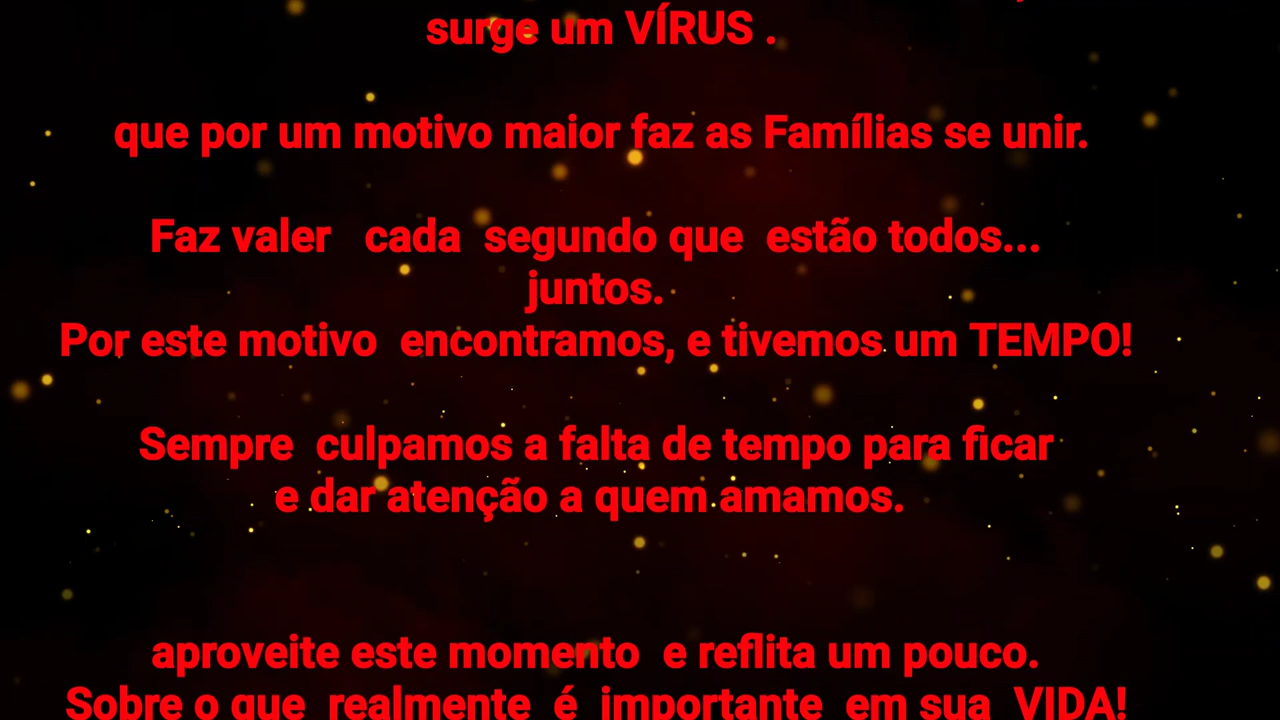 surge um VÍRUS .
que por um motivo maior faz as Famílias se unir.
Faz valer cada segundo que estão todos...
juntos.
Por este motivo encontramos, e tivemos um TEMPO!
Sempre culpamos a falta de tempo para ficar
e dar atenção a quem amamos.
aproveite este momento e reflita um pouco.
Sobre o que realmente é importante em sua VIDA!